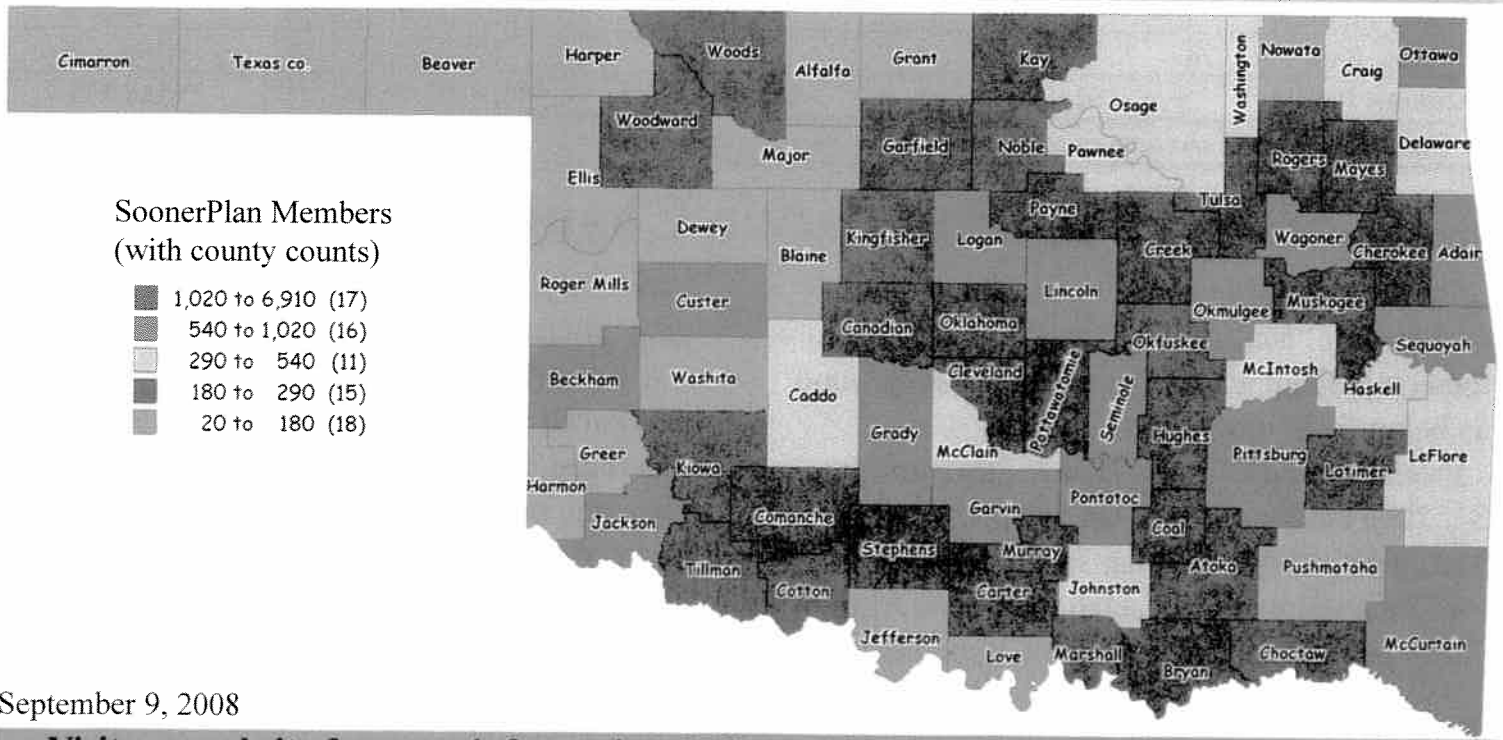 Cimarron
Texas co.
Beaver
Harper
Woods
Alfalfa
Grant
Kay
Osage
Washington
Nowata
Craig
Ottawa
Woodward
Ellis
Major
Garfield
Noble
Pawnee
Rogers
Mayes
Delaware
SoonerPlan Members
(with county counts)
1,020 to 6,910 (17)
540 to 1,020 (16)
290 to 540 (11)
180 to 290 (15)
20 to 180 (18)
Dewey
Blaine
Kingfisher
Logan
Payne
Creek
Tulsa
Wagoner
Cherokee
Adair
Roger Mills
Custer
Canadian
Oklahoma
Lincoln
Okmulgee
Muskogee
Okfuskee
Sequoyah
Beckham
Washita
Caddo
Cleveland
Pottawatomie
Seminole
McIntosh
Haskell
Greer
Kiowa
Grady
McClain
Hughes
Pittsburg
Latimer
LeFlore
Harmon
Jackson
Comanche
Garvin
Pontotoc
Coal
Tillman
Cotton
Stephens
Murray
Carter
Johnston
Atoka
Pushmataha
Jefferson
Love
Marshall
Bryan
Choctaw
McCurtain
September 9, 2008